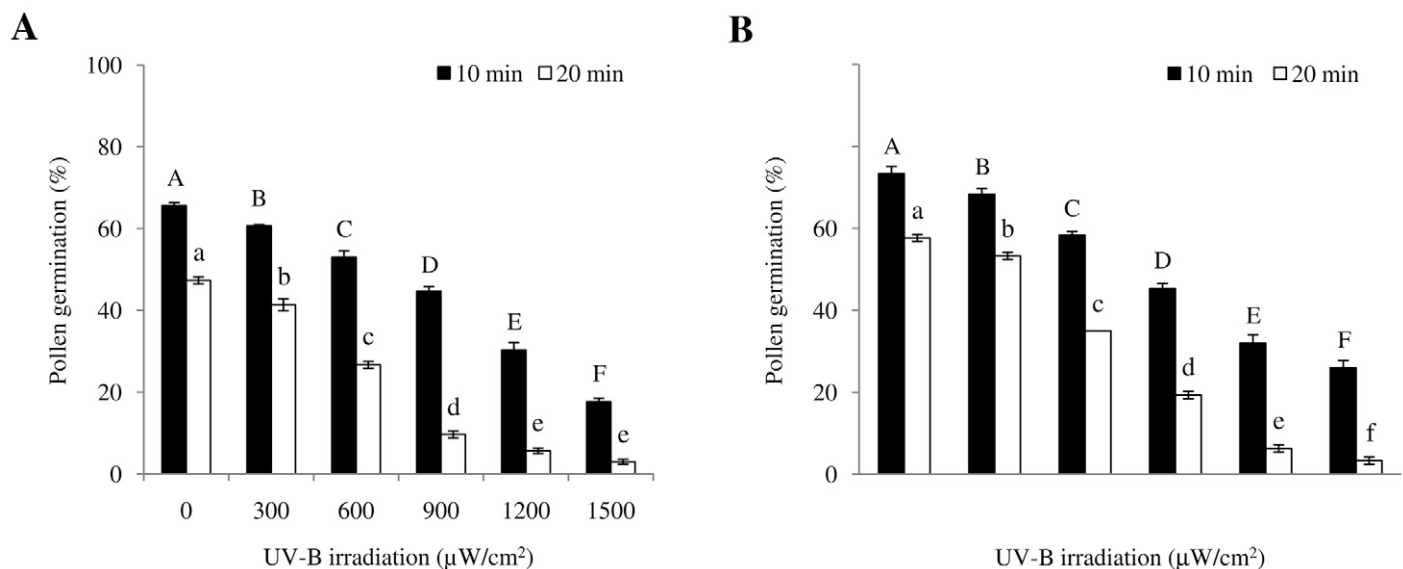 A
100
80
60
40
20
0
Pollen germination (%)
10 min 20 min
A
a
B
b
C
c
D
d
E
e
F
e
0 300 600 900 1200 1500
UV-B irradiation (μW/cm²)
B
60
40
20
0
Pollen germination (%)
10 min 20 min
A
a
B
b
C
c
D
d
E
e
F
f
UV-B irradiation (μW/cm²)